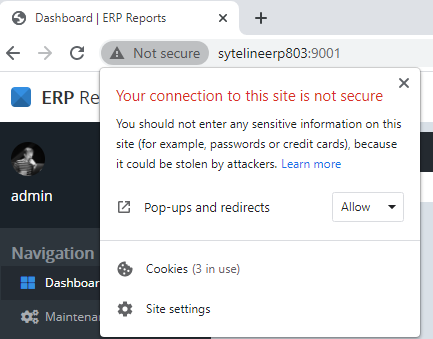 Dashboard | ERP Reports
Not secure
sytelineerp803:9001
ERP Re
Your connection to this site is not secure
You should not enter any sensitive information on this
site (for example, passwords or credit cards), because
it could be stolen by attackers. Learn more
Pop-ups and redirects
Allow
admin
Navigation
Cookies (3 in use)
Dashboar
Site settings
Maintena